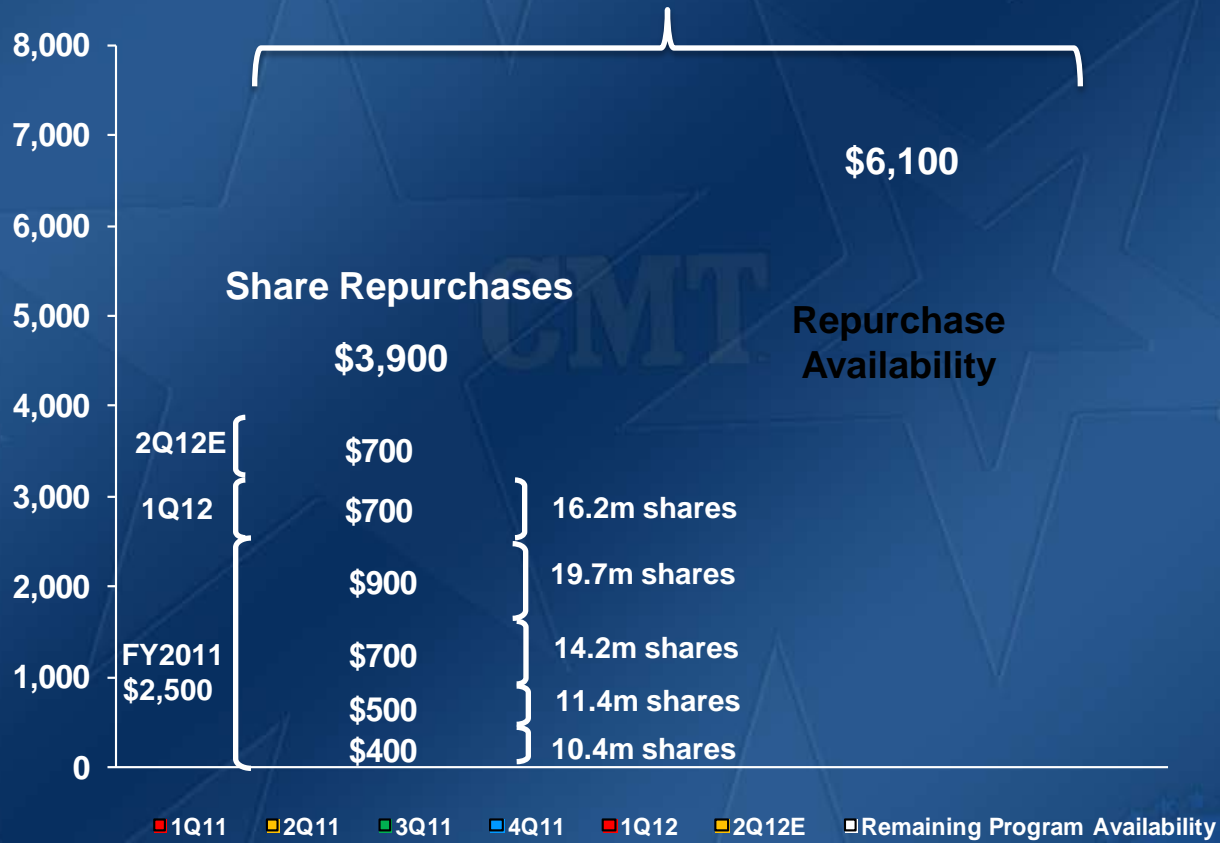 8,000
7,000
6,000
5,000
4,000
3,000
2,000
1,000
0
$6,100
CMT
Share Repurchases
$3,900
Repurchase
Availability
2Q12E
$700
1Q12
$700
16.2m shares
$900
19.7m shares
FY2011
$2,500
$700
14.2m shares
$500
11.4m shares
$400
10.4m shares
1Q11 2Q11 3Q11 4Q11 1Q12 2Q12E Remaining Program Availability